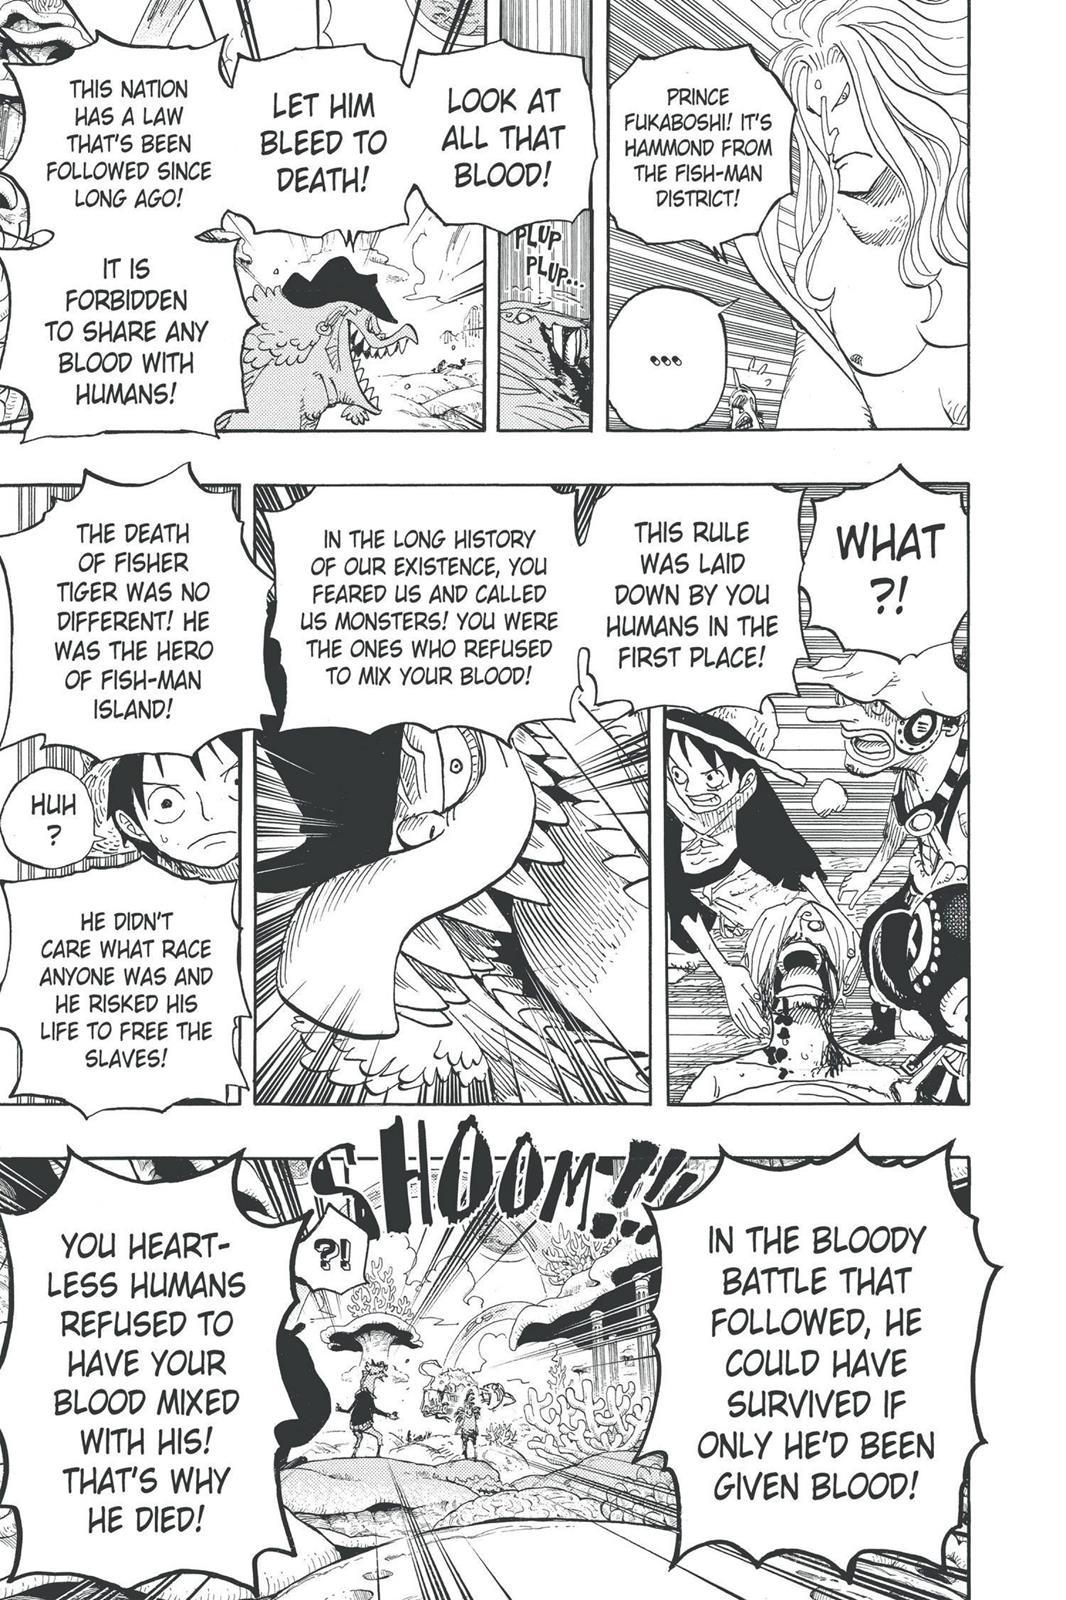 PRINCE
FUKABOSHI! IT'S
HAMMOND FROM
THE FISH-MAN
DISTRICT!
...
LOOK AT
ALL THAT
BLOOD!
PLUP
PLUP...
LET HIM
BLEED TO
DEATH!
THIS NATION
HAS A LAW
THAT'S BEEN
FOLLOWED SINCE
LONG AGO!
IT IS
FORBIDDEN
TO SHARE ANY
BLOOD WITH
HUMANS!
WHAT
?!
THIS RULE
WAS LAID
DOWN BY YOU
HUMANS IN THE
FIRST PLACE!
IN THE LONG HISTORY
OF OUR EXISTENCE, YOU
FEARED US AND CALLED
US MONSTERS! YOU WERE
THE ONES WHO REFUSED
TO MIX YOUR BLOOD!
THE DEATH
OF FISHER
TIGER WAS NO
DIFFERENT! HE
WAS THE HERO
OF FISH-MAN
ISLAND!
HUH
?
HE DIDN'T
CARE WHAT RACE
ANYONE WAS AND
HE RISKED HIS
LIFE TO FREE THE
SLAVES!
IN THE BLOODY
BATTLE THAT
FOLLOWED, HE
COULD HAVE
SURVIVED IF
ONLY HE'D BEEN
GIVEN BLOOD!
SHOOM!!!
?!
YOU HEART-
LESS HUMANS
REFUSED TO
HAVE YOUR
BLOOD MIXED
WITH HIS!
THAT'S WHY
HE DIED!